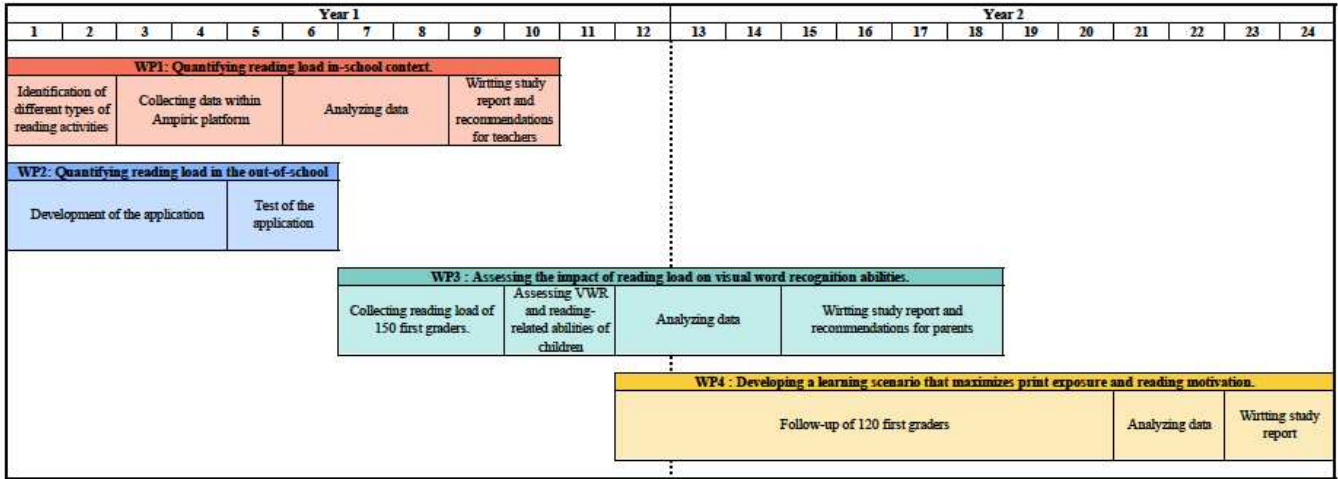 Year 1 Year 2
1 2 3 4 5 6 7 8 9 10 11 12 13 14 15 16 17 18 19 20 21 22 23 24
WP1: Quantifying reading load in-school context.
Identification of
different types of
reading activities
Collecting data within
Ampiric platform
Analyzing data
Wirtting study
report and
recommendations
for teachers
WP2: Quantifying reading load in the out-of-school
Development of the application
Test of the
application
WP3 : Assessing the impact of reading load on visual word recognition abilities.
Collecting reading load of
150 first graders.
Assessing VWR
and reading-
related abilities of
children
Analyzing data
Wirtting study report and
recommendations for parents
WP4 : Developing a learning scenario that maximizes print exposure and reading motivation.
Follow-up of 120 first graders
Analyzing data
Wirtting study
report